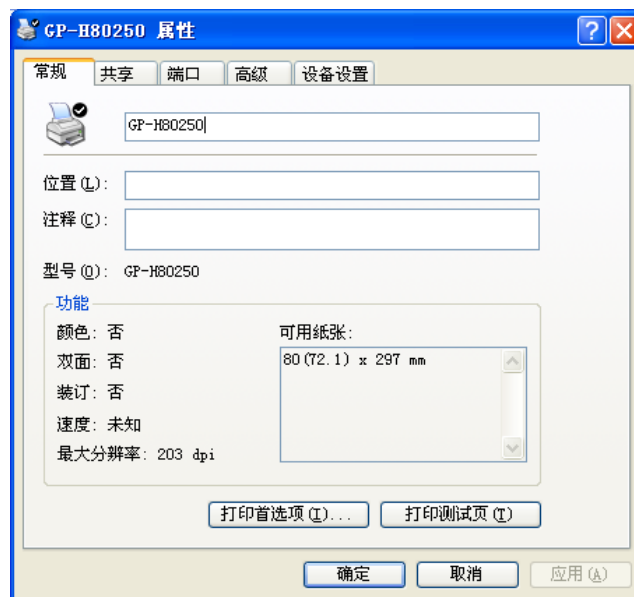 GP-H80250 属性
常规 共享 端口 高级 设备设置
GP-H80250
位置(L):
注释(C):
型号(O): GP-H80250
功能
颜色: 否 可用纸张:
双面: 否 80(72.1) x 297 mm
装订: 否
速度: 未知
最大分辨率: 203 dpi
打印首选项(I)... 打印测试页(T)
确定 取消 应用(A)